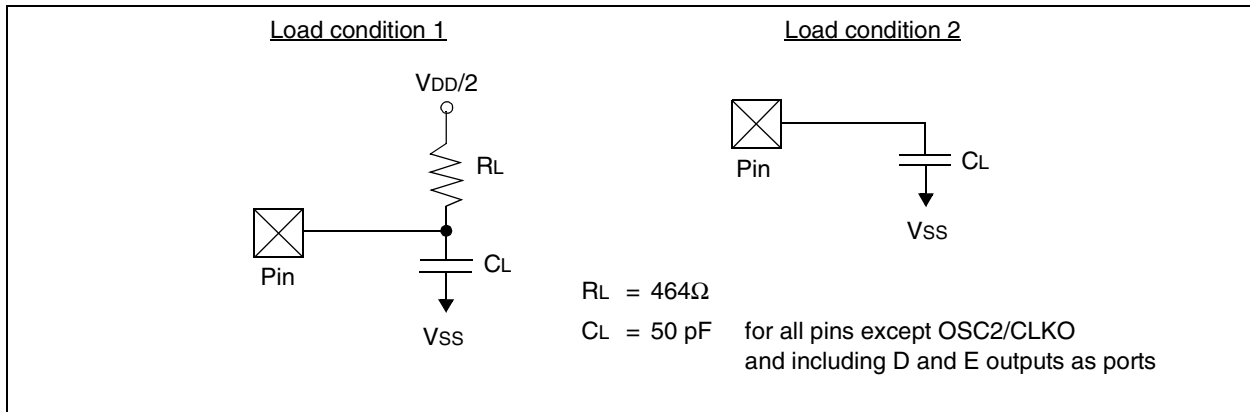 Load condition 1
VDD/2
RL
Pin
CL
VSS
Load condition 2
Pin
CL
VSS
RL = 464Ω
CL = 50 pF for all pins except OSC2/CLKO
and including D and E outputs as ports